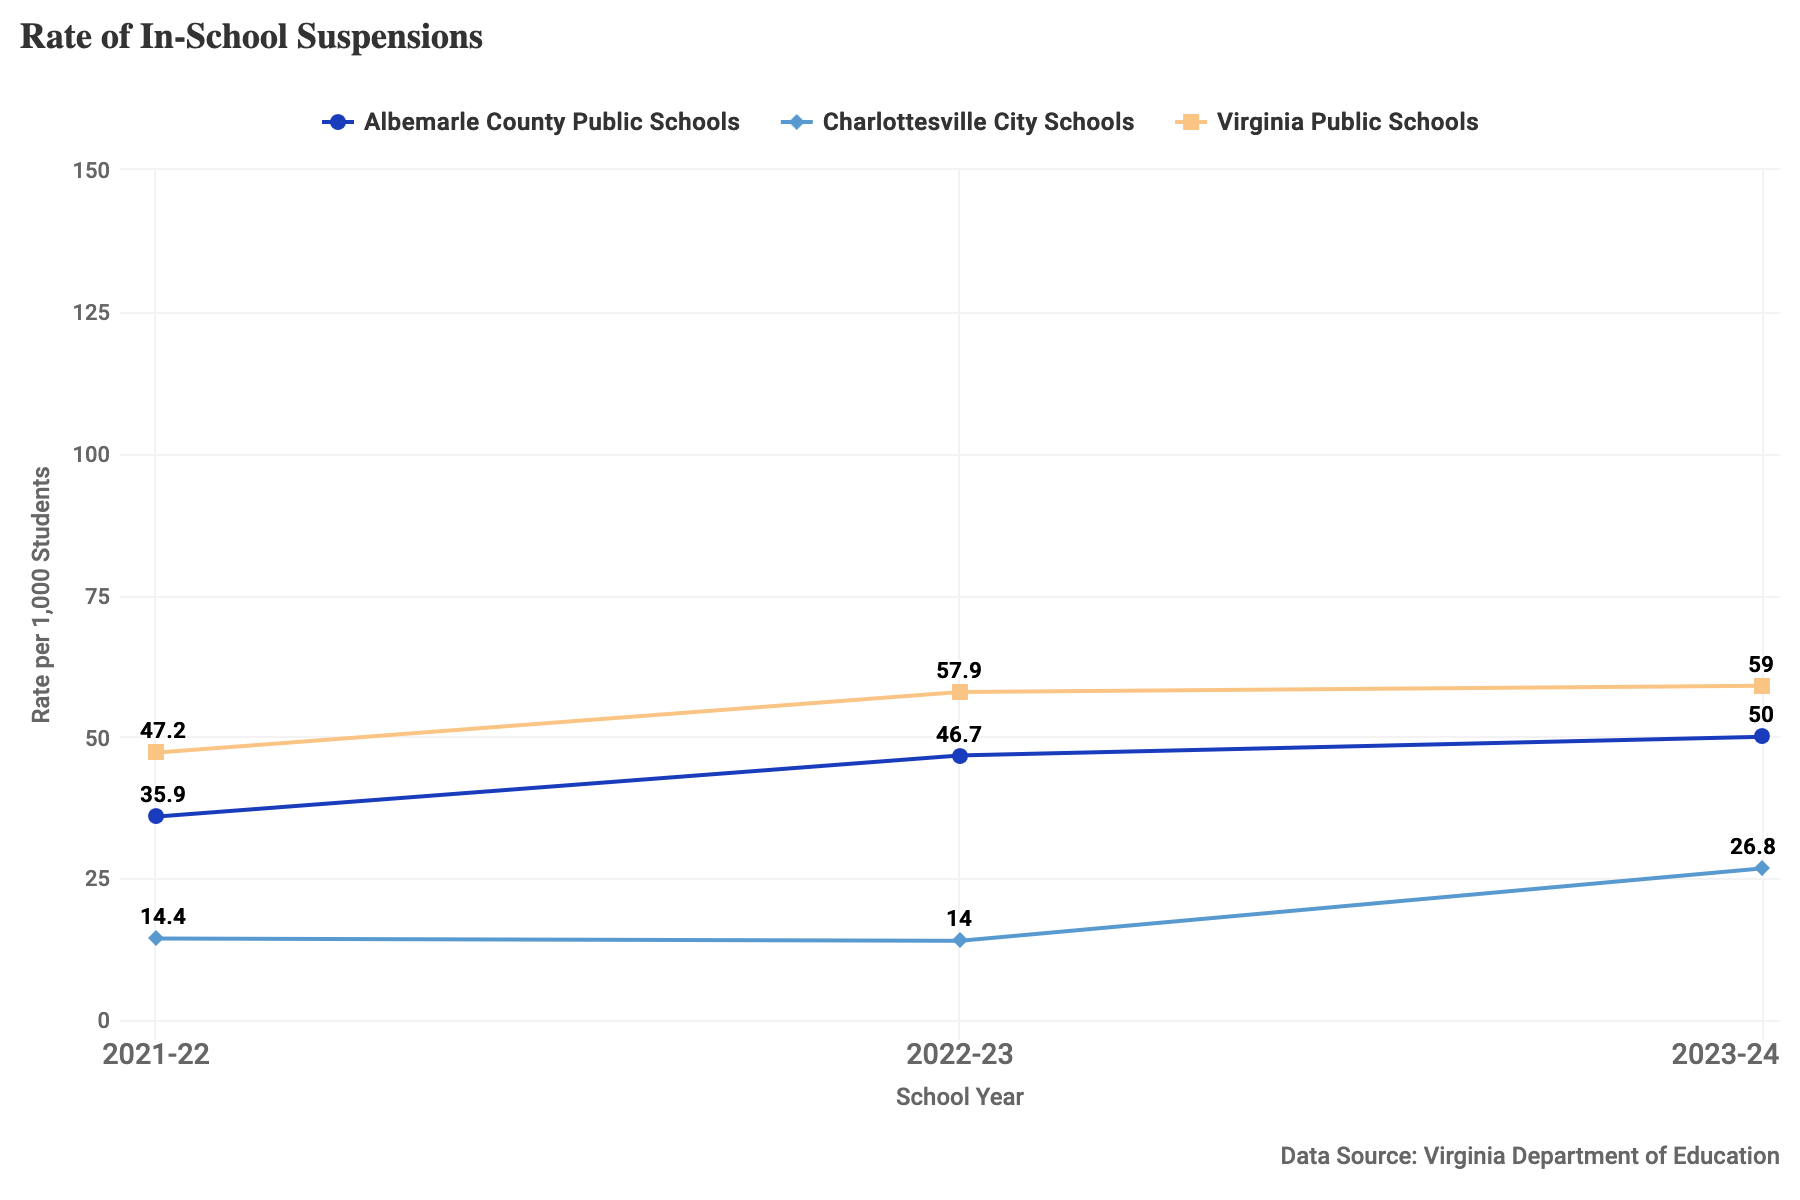 Rate of In-School Suspensions
Albemarle County Public Schools Charlottesville City Schools Virginia Public Schools
150
125
100
75
50
25
0
Rate per 1,000 Students
47.2
57.9
59
35.9
46.7
50
14.4
14
26.8
2021-22 2022-23 2023-24
School Year
Data Source: Virginia Department of Education